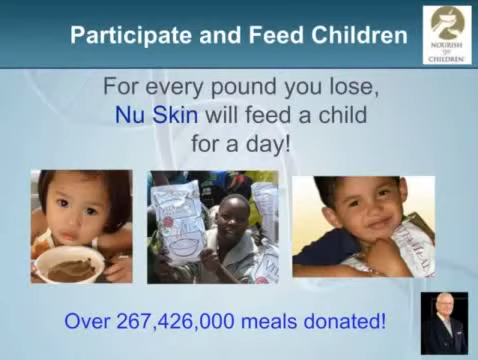 Participate and Feed Children
NOURISH
CHILDREN
For every pound you lose,
Nu Skin will feed a child
for a day!
Over 267,426,000 meals donated!